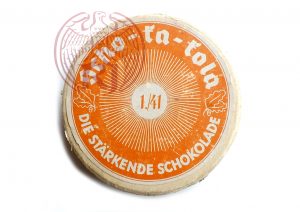 Scho-ka-kola
1/41
DIE STÄRKENDE SCHOKOLADE